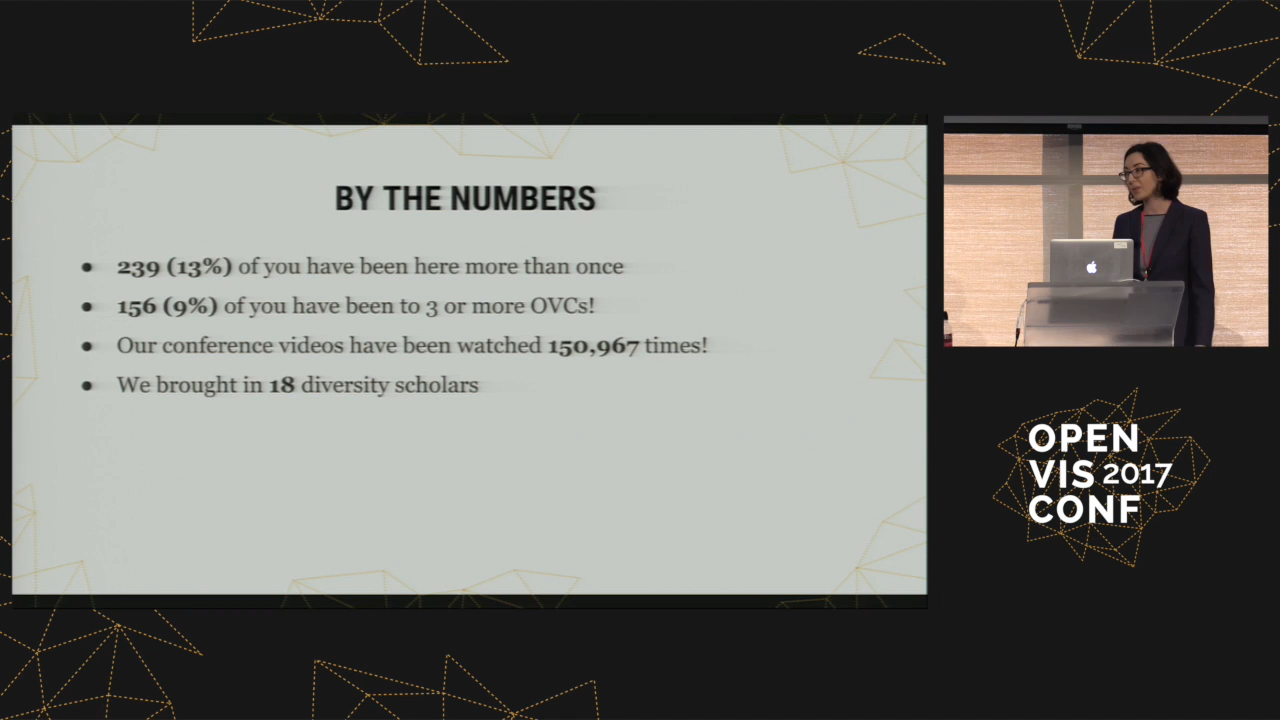 BY THE NUMBERS
● 239 (13%) of you have been here more than once
● 156 (9%) of you have been to 3 or more OVCs!
● Our conference videos have been watched 150,967 times!
● We brought in 18 diversity scholars
OPEN
VIS 2017
CONF